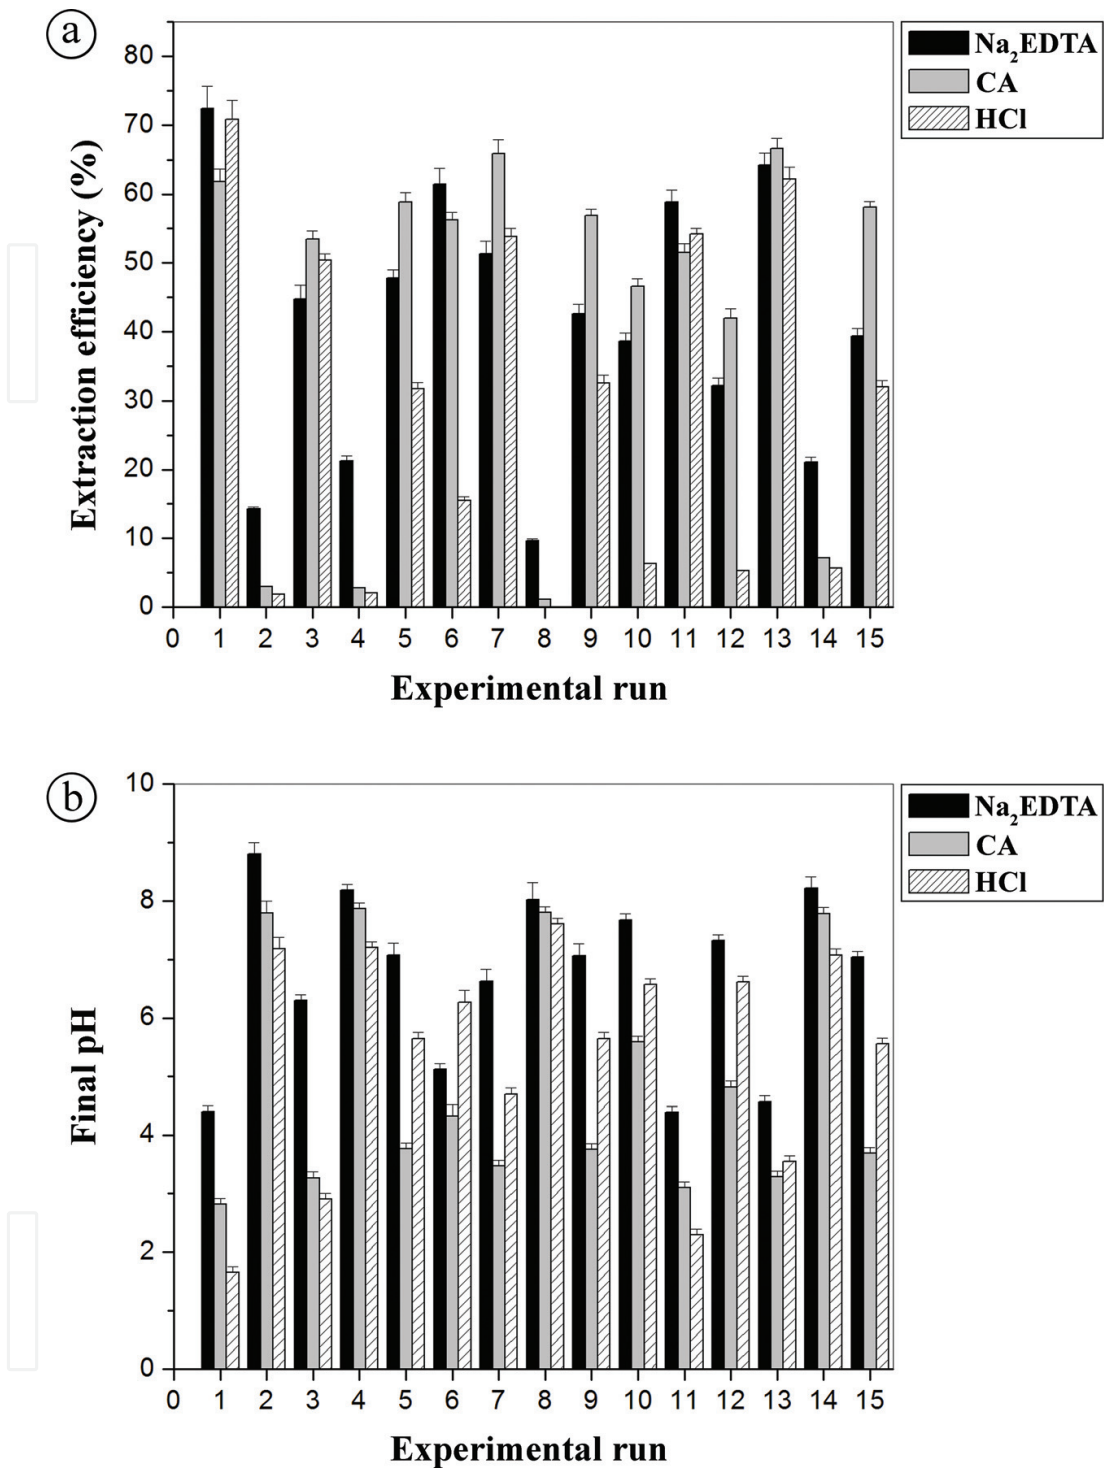 a
80
70
60
50
40
30
20
10
0
Extraction efficiency (%)
0 1 2 3 4 5 6 7 8 9 10 11 12 13 14 15
Experimental run
Na₂EDTA
CA
HCl
b
10
8
6
4
2
0
Final pH
0 1 2 3 4 5 6 7 8 9 10 11 12 13 14 15
Experimental run
Na₂EDTA
CA
HCl